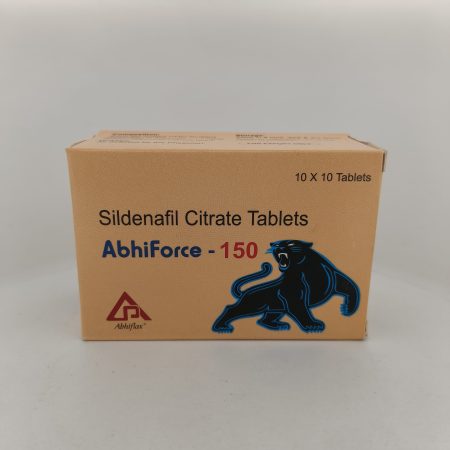 10 X 10 Tablets
Sildenafil Citrate Tablets
AbhiForce - 150
Abhiflax